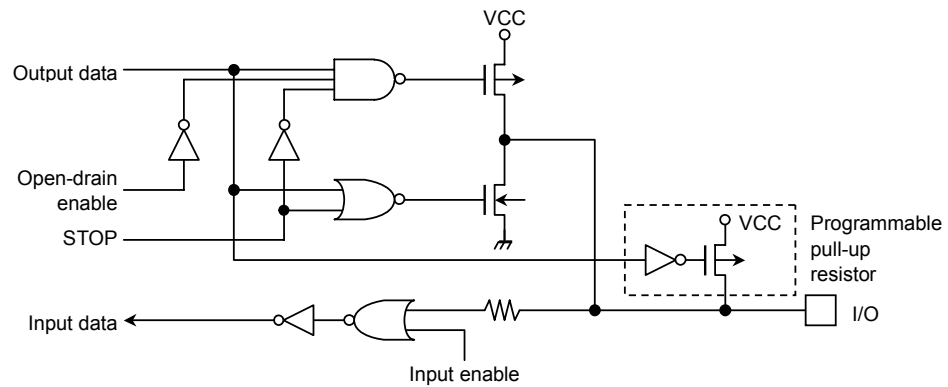 VCC
Output data
Open-drain
enable
STOP
VCC
Programmable
pull-up
resistor
Input data
I/O
Input enable